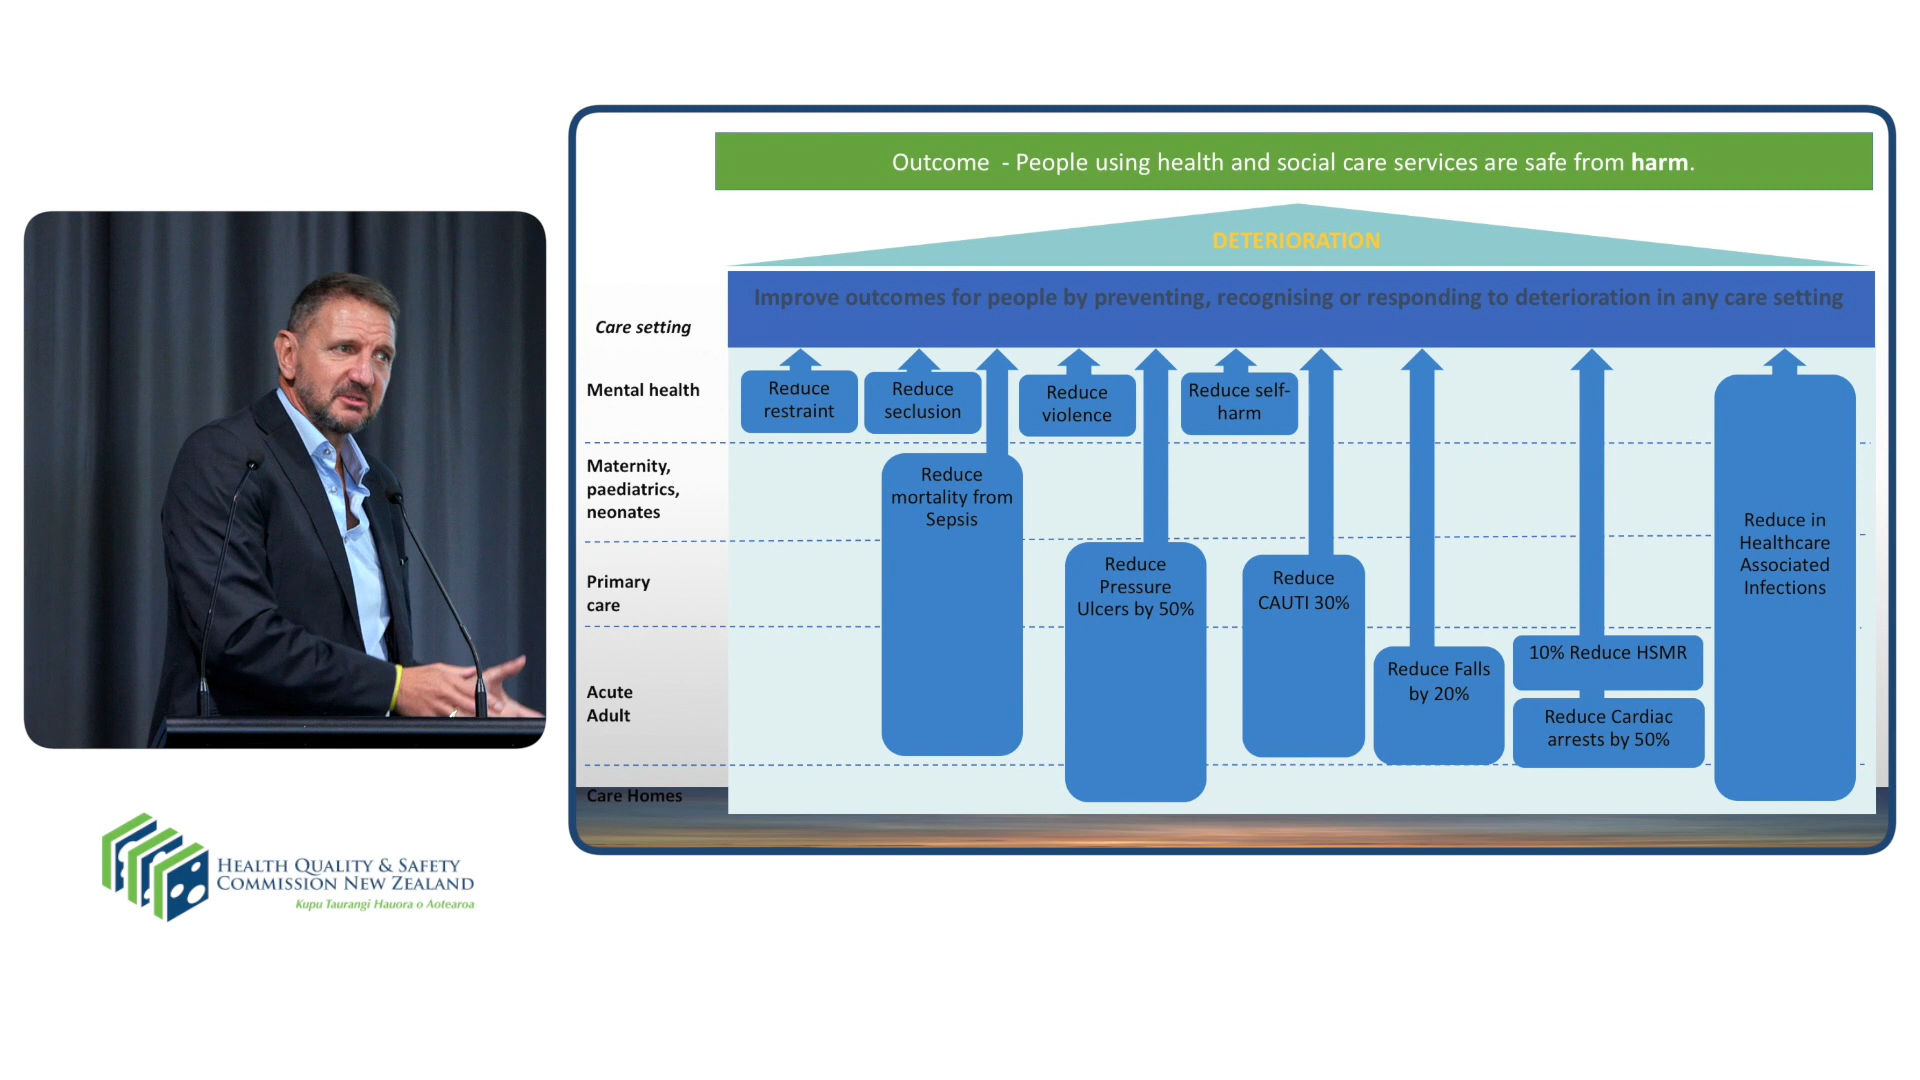 Outcome  - People using health and social care services are safe from harm.
DETERIORATION
Improve outcomes for people by preventing, recognising or responding to deterioration in any care setting
Care setting
Mental health
Reduce
restraint
Reduce
seclusion
Reduce
violence
Reduce self-
harm
Maternity,
paediatrics,
neonates
Reduce
mortality from
Sepsis
Primary
care
Reduce
Pressure
Ulcers by 50%
Reduce
CAUTI 30%
Reduce in
Healthcare
Associated
Infections
Acute
Adult
Reduce Falls
by 20%
10% Reduce HSMR
Reduce Cardiac
arrests by 50%
Care Homes
HEALTH QUALITY & SAFETY
COMMISSION NEW ZEALAND
Kupu Taurangi Hauora o Aotearoa